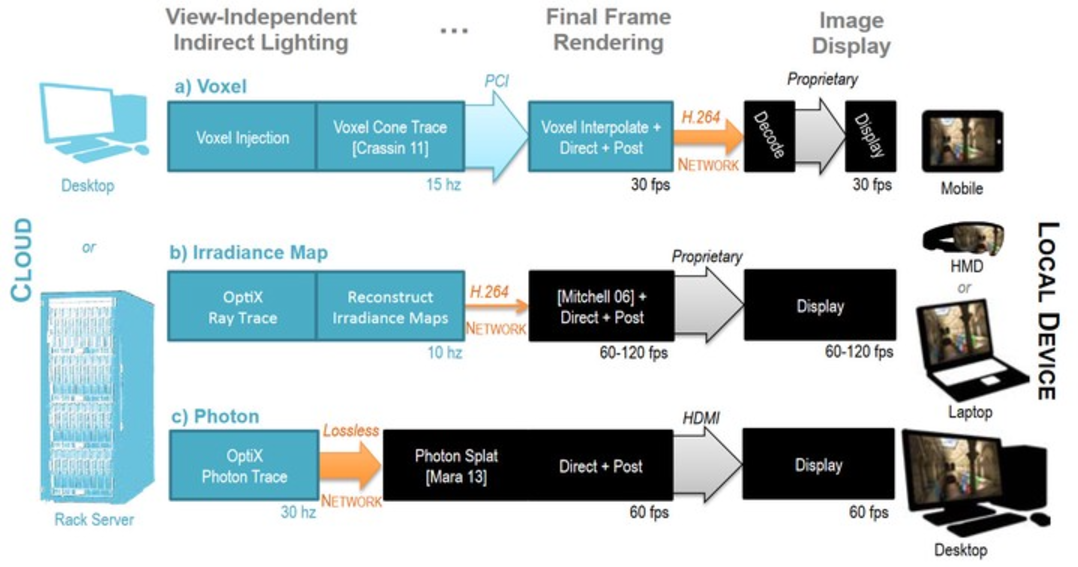 View-Independent
Indirect Lighting
...
Final Frame
Rendering
Image
Display
a) Voxel
Voxel Injection
Voxel Cone Trace
[Crassin 11]
15 hz
PCI
Voxel Interpolate +
Direct + Post
30 fps
H.264
NETWORK
Decode
Proprietary
Display
30 fps
Desktop
Mobile
CLOUD
or
b) Irradiance Map
OptiX
Ray Trace
Reconstruct
Irradiance Maps
10 hz
H.264
NETWORK
[Mitchell 06] +
Direct + Post
60-120 fps
Proprietary
Display
60-120 fps
HMD
or
Laptop
LOCAL DEVICE
c) Photon
OptiX
Photon Trace
30 hz
Lossless
NETWORK
Photon Splat
[Mara 13]
Direct + Post
60 fps
HDMI
Display
60 fps
Rack Server
Desktop